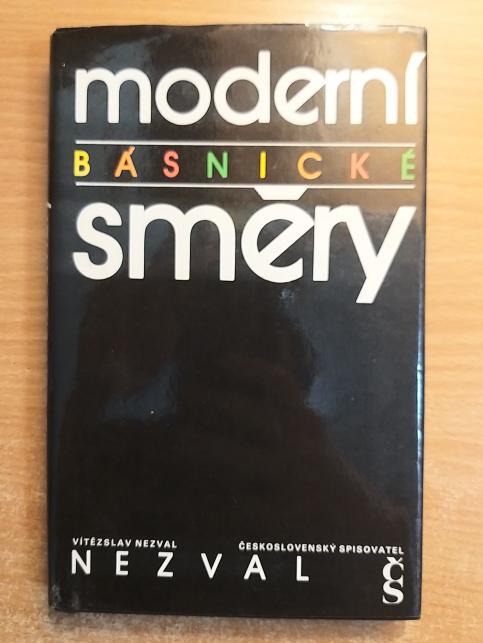 moderní
BÁSNICKÉ
směry
VÍTĚZSLAV NEZVAL ČESKOSLOVENSKÝ SPISOVATEL
NEZVAL ČS